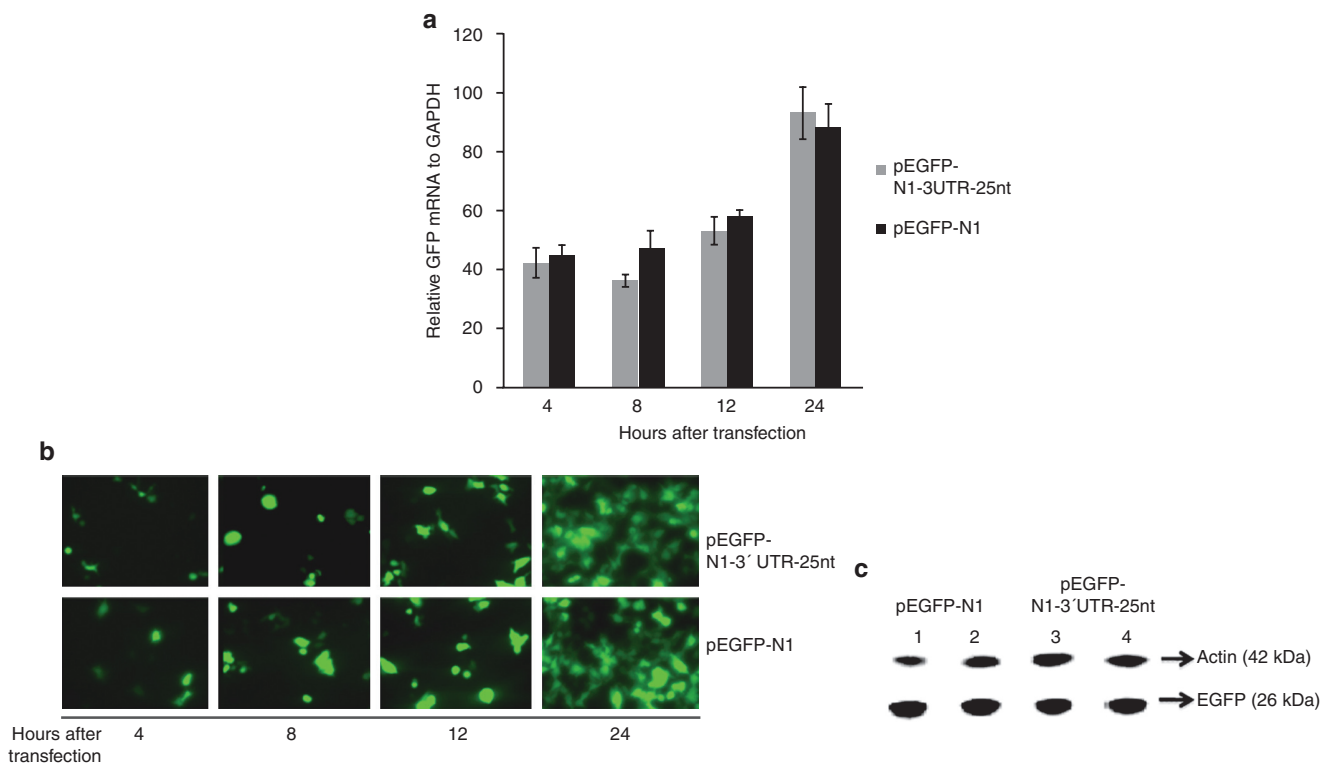 a
120
100
80
60
40
20
0
Relative GFP mRNA to GAPDH
4 8 12 24
Hours after transfection
pEGFP-
N1-3UTR-25nt
pEGFP-N1
b
pEGFP-
N1-3´ UTR-25nt
pEGFP-N1
Hours after
transfection
4 8 12 24
c
pEGFP-N1
pEGFP-
N1-3´UTR-25nt
1 2 3 4
Actin (42 kDa)
EGFP (26 kDa)